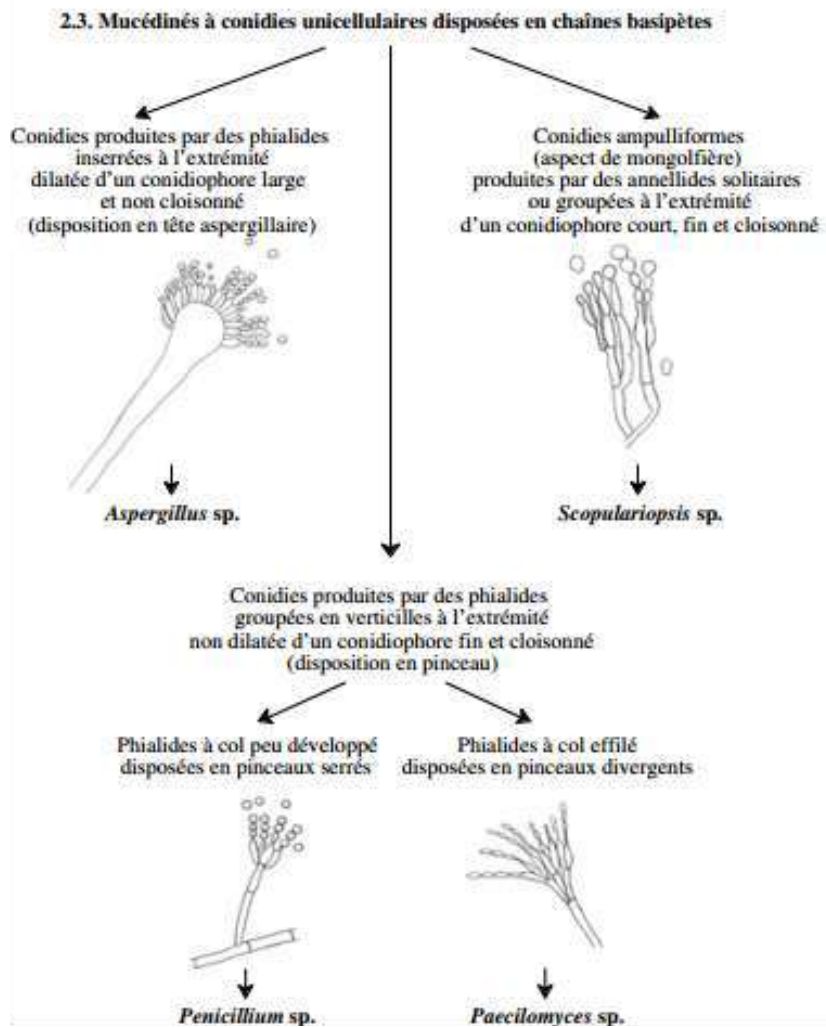 2.3. Mucédinés à conidies unicellulaires disposées en chaînes basipètes
Conidies produites par des phialides
inserrées à l'extrémité
dilatée d'un conidiophore large
et non cloisonné
(disposition en tête aspergillaire)
Conidies ampulliformes
(aspect de mongolfière)
produites par des annellides solitaires
ou groupées à l'extrémité
d'un conidiophore court, fin et cloisonné
Aspergillus sp.
Scopulariopsis sp.
Conidies produites par des phialides
groupées en verticilles à l'extrémité
non dilatée d'un conidiophore fin et cloisonné
(disposition en pinceau)
Phialides à col peu développé
disposées en pinceaux serrés
Phialides à col effilé
disposées en pinceaux divergents
Penicillium sp.
Paecilomyces sp.